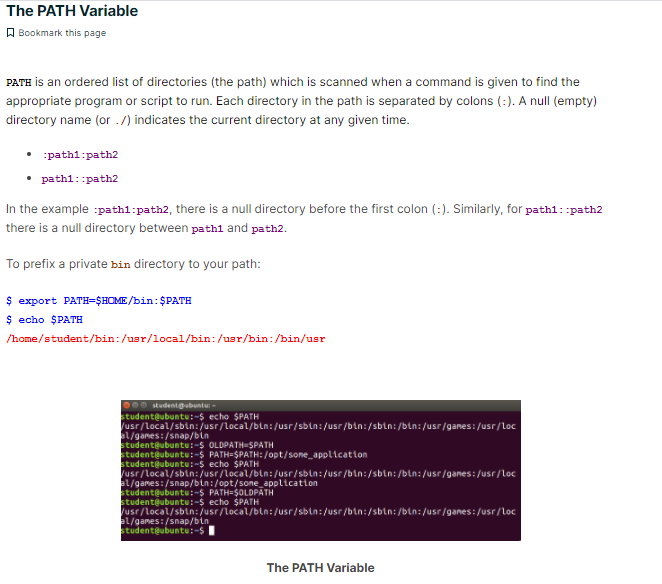 The PATH Variable
Bookmark this page
PATH is an ordered list of directories (the path) which is scanned when a command is given to find the
appropriate program or script to run. Each directory in the path is separated by colons (:). A null (empty)
directory name (or ./) indicates the current directory at any given time.
• :path1:path2
• path1::path2
In the example :path1:path2, there is a null directory before the first colon (:). Similarly, for path1::path2
there is a null directory between path1 and path2.
To prefix a private bin directory to your path:
$ export PATH=$HOME/bin:$PATH
$ echo $PATH
/home/student/bin:/usr/local/bin:/usr/bin:/bin/usr
student@ubuntu: ~
student@ubuntu:~$ echo $PATH
/usr/local/sbin:/usr/local/bin:/usr/sbin:/usr/bin:/sbin:/bin:/usr/games:/usr/loc
al/games:/snap/bin
student@ubuntu:~$ OLDPATH=$PATH
student@ubuntu:~$ PATH=$PATH:/opt/some_application
student@ubuntu:~$ echo $PATH
/usr/local/sbin:/usr/local/bin:/usr/sbin:/usr/bin:/sbin:/bin:/usr/games:/usr/loc
al/games:/snap/bin:/opt/some_application
student@ubuntu:~$ PATH=$OLDPATH
student@ubuntu:~$ echo $PATH
/usr/local/sbin:/usr/local/bin:/usr/sbin:/usr/bin:/sbin:/bin:/usr/games:/usr/loc
al/games:/snap/bin
student@ubuntu:~$
The PATH Variable